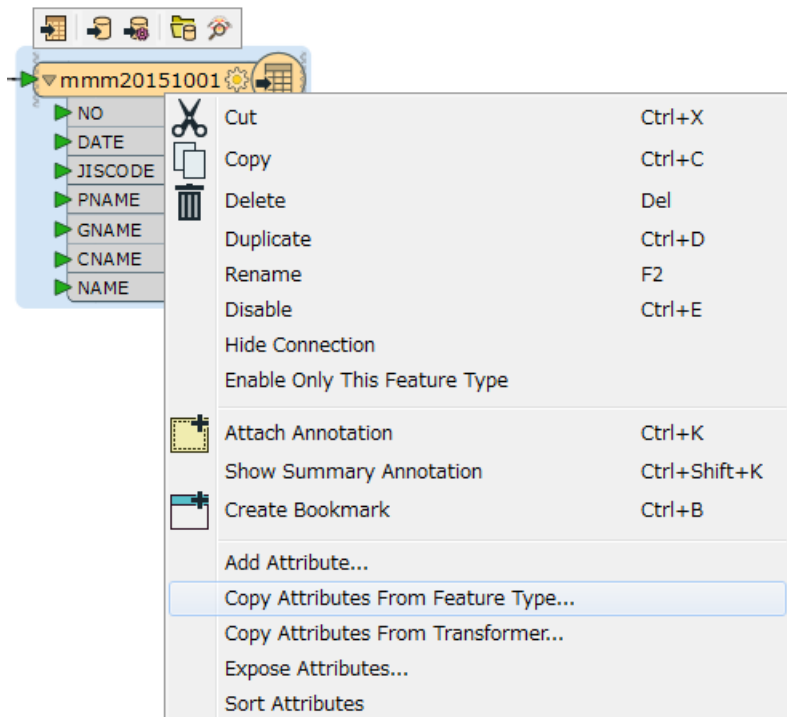 mmm20151001
NO
DATE
JISCODE
PNAME
GNAME
CNAME
NAME
Cut Ctrl+X
Copy Ctrl+C
Delete Del
Duplicate Ctrl+D
Rename F2
Disable Ctrl+E
Hide Connection
Enable Only This Feature Type
Attach Annotation Ctrl+K
Show Summary Annotation Ctrl+Shift+K
Create Bookmark Ctrl+B
Add Attribute...
Copy Attributes From Feature Type...
Copy Attributes From Transformer...
Expose Attributes...
Sort Attributes